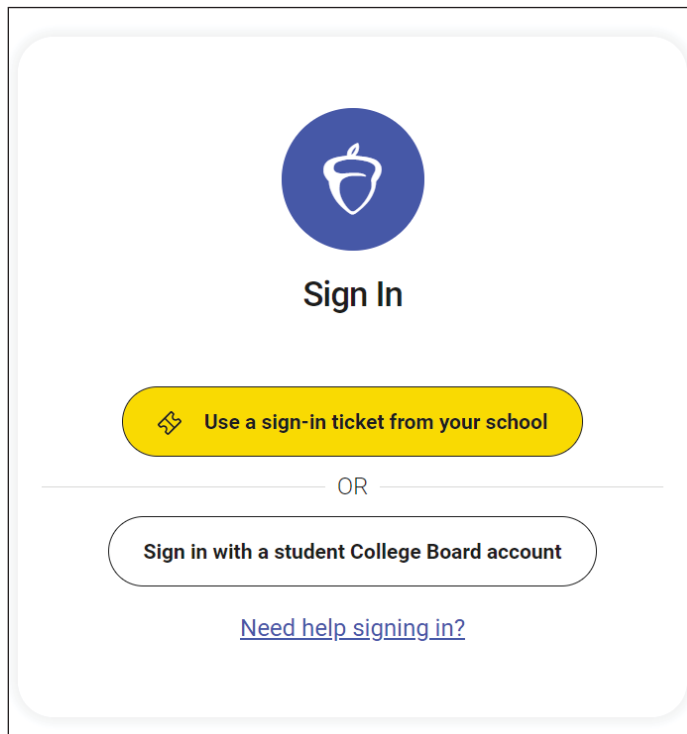 Sign In
Use a sign-in ticket from your school
OR
Sign in with a student College Board account
Need help signing in?